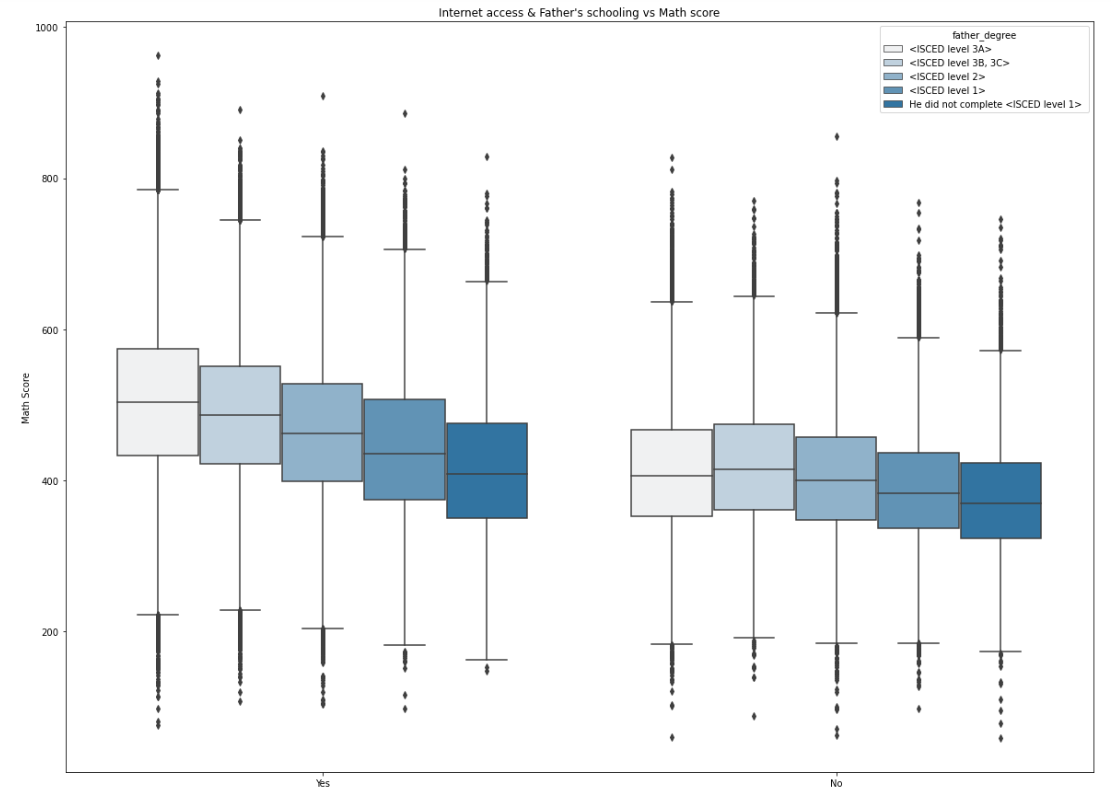 Internet access & Father's schooling vs Math score
father_degree
<ISCED level 3A>
<ISCED level 3B, 3C>
<ISCED level 2>
<ISCED level 1>
He did not complete <ISCED level 1>
Math Score
1000
800
600
400
200
Yes No